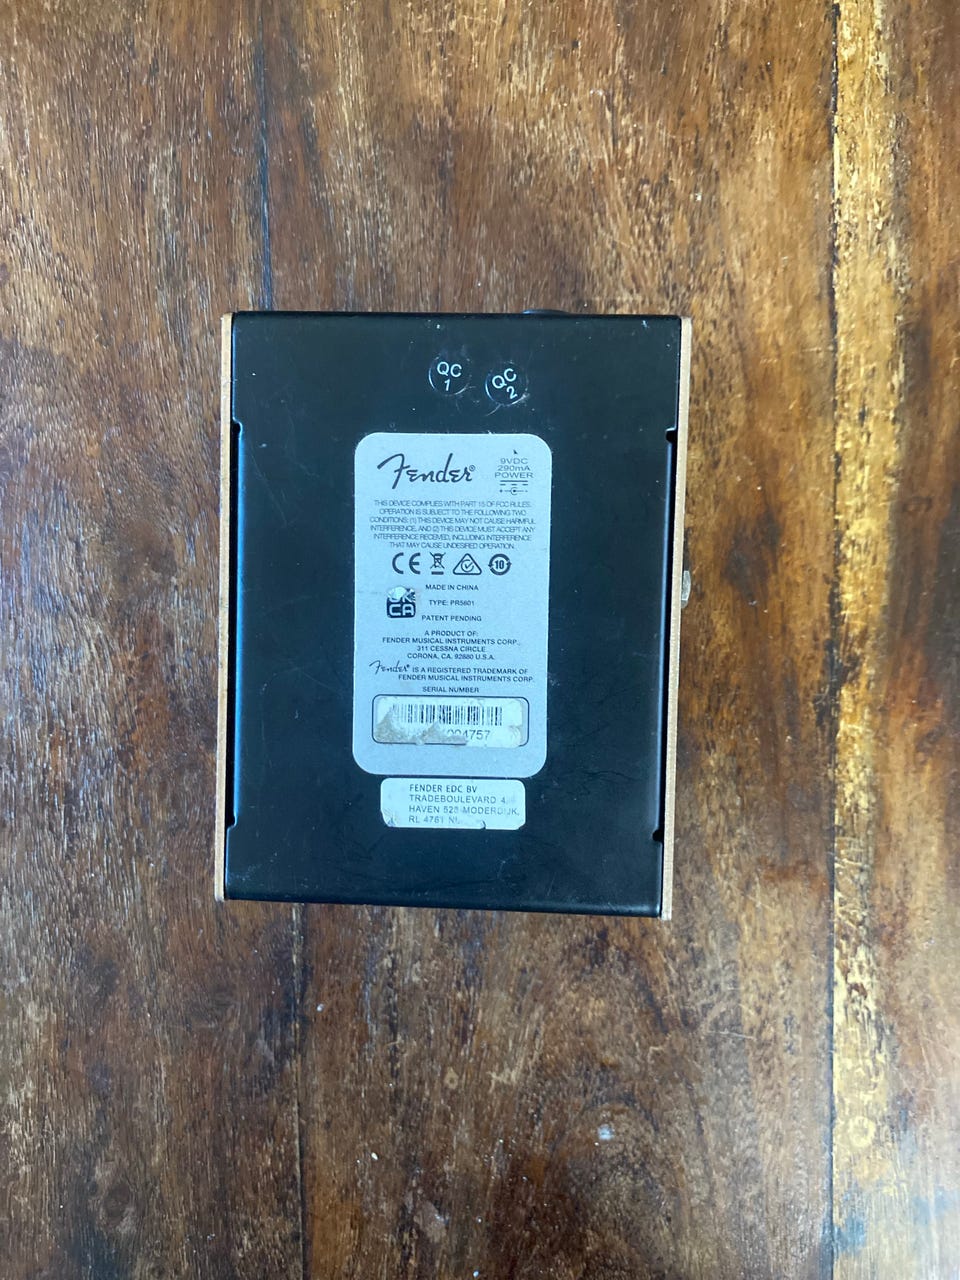 QC
1
QC
2
Fender®
9VDC
290mA
POWER
THIS DEVICE COMPLIES WITH PART 15 OF FCC RULES.
OPERATION IS SUBJECT TO THE FOLLOWING TWO
CONDITIONS: (1) THIS DEVICE MAY NOT CAUSE HARMFUL
INTERFERENCE, AND (2) THIS DEVICE MUST ACCEPT ANY
INTERFERENCE RECEIVED, INCLUDING INTERFERENCE
THAT MAY CAUSE UNDESIRED OPERATION.
CE
10
MADE IN CHINA
UK
CA
TYPE: PR5601
PATENT PENDING
A PRODUCT OF:
FENDER MUSICAL INSTRUMENTS CORP.
311 CESSNA CIRCLE
CORONA, CA. 92880 U.S.A.
Fender® IS A REGISTERED TRADEMARK OF
FENDER MUSICAL INSTRUMENTS CORP.
SERIAL NUMBER
004757
FENDER EDC BV
TRADEBOULEVARD 4,
HAVEN 528 MOERDIJK,
RL 4761